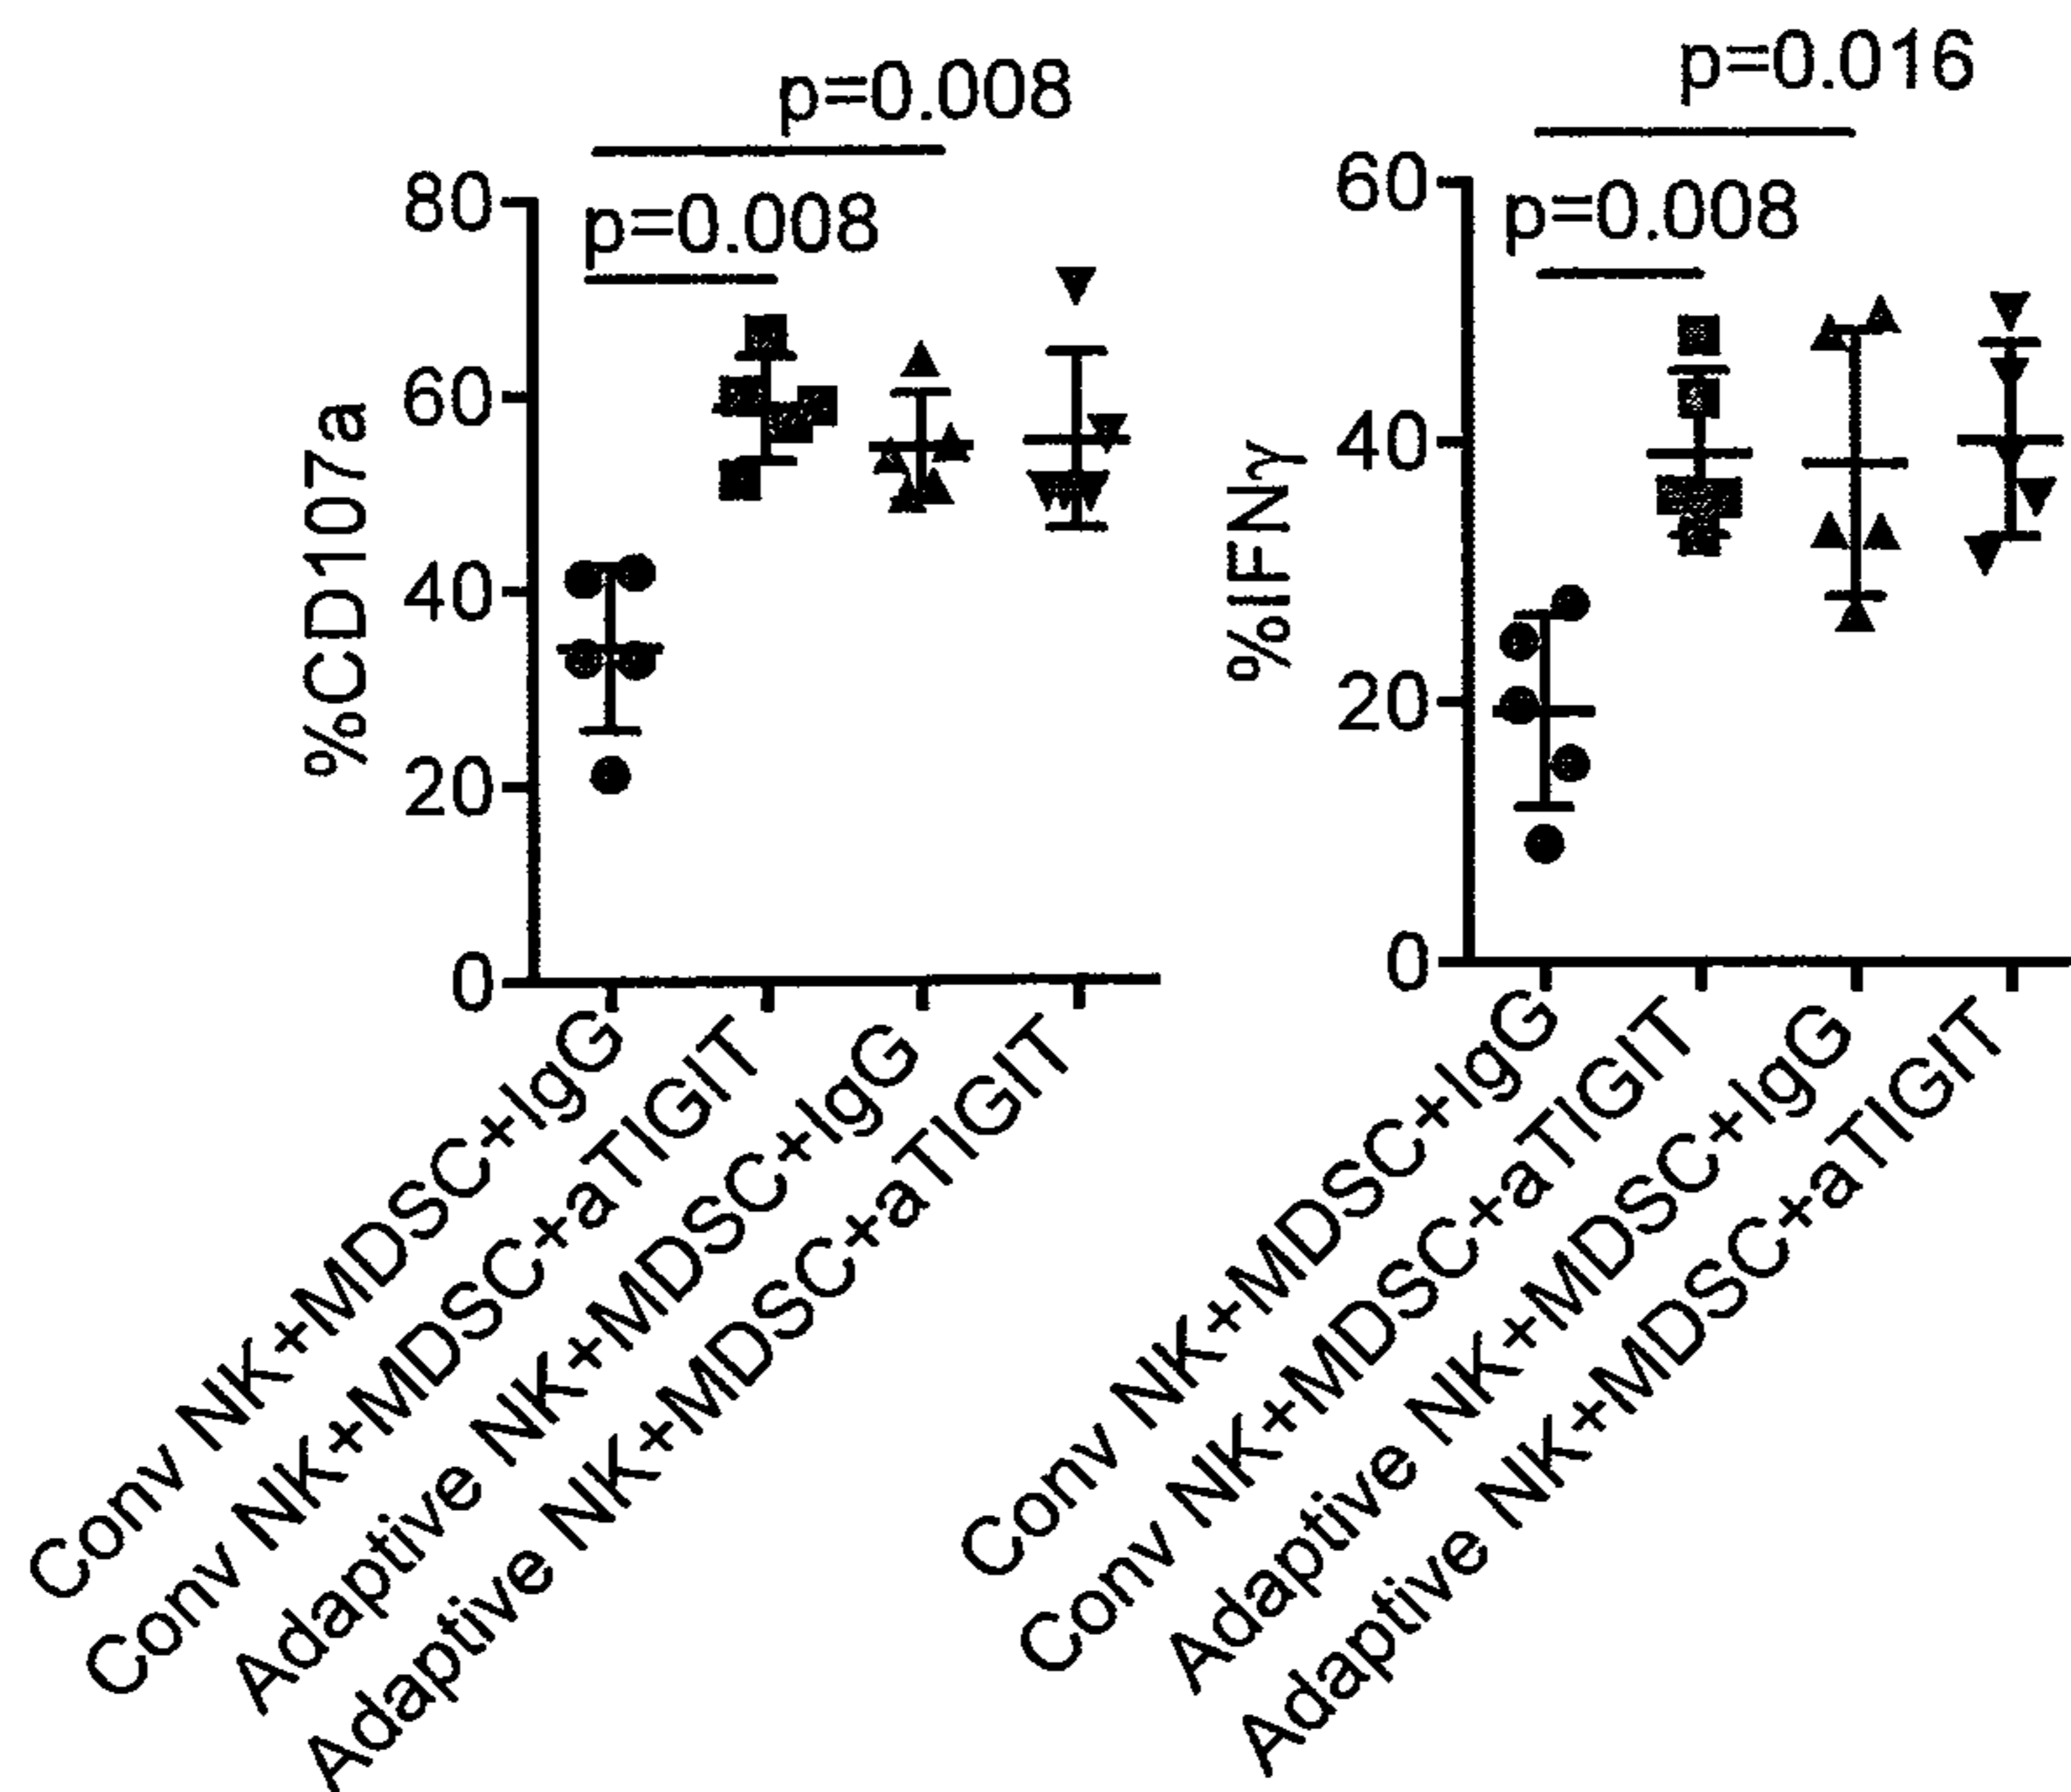 p=0.008
p=0.008
80
60
40
20
0
%CD107a
Conv NK+MDSC+IgG
Conv NK+MDSC+aTIGIT
Adaptive NK+MDSC+IgG
Adaptive NK+MDSC+aTIGIT
p=0.016
p=0.008
60
40
20
0
%IFNγ
Conv NK+MDSC+IgG
Conv NK+MDSC+aTIGIT
Adaptive NK+MDSC+IgG
Adaptive NK+MDSC+aTIGIT